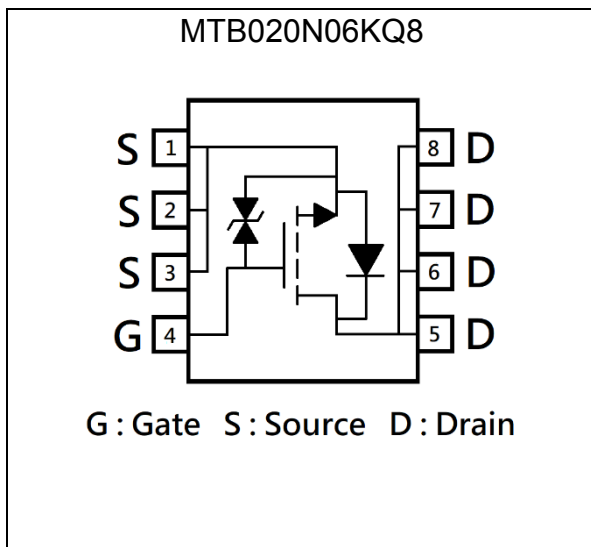 MTB020N06KQ8
S 1 8 D
S 2 7 D
S 3 6 D
G 4 5 D
G : Gate S : Source D : Drain